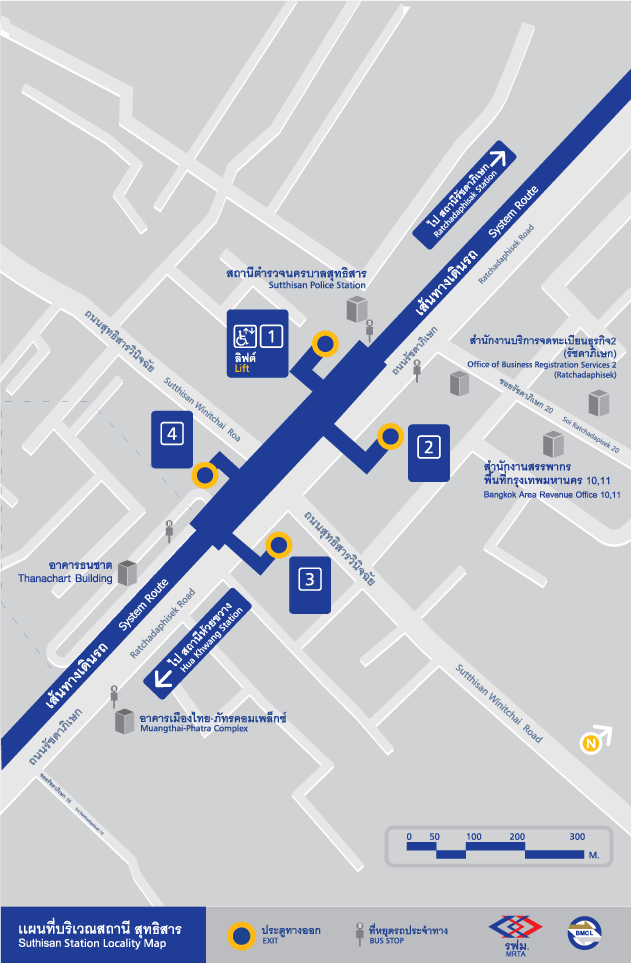 ไป สถานีรัชดาภิเษก
Ratchadaphisak Station
เส้นทางเดินรถ
System Route
Ratchadaphisek Road
สถานีตำรวจนครบาลสุทธิสาร
Sutthisan Police Station
1
ลิฟต์
Lift
ถนนสุทธิสารวินิจฉัย
Sutthisan Winitchai Roa
ถนนรัชดาภิเษก
สำนักงานบริการจดทะเบียนธุรกิจ2
(รัชดาภิเษก)
Office of Business Registration Services 2
(Ratchadaphisek)
ซอยรัชดาภิเษก 20
Soi Ratchadapisek 20
4
2
สำนักงานสรรพากร
พื้นที่กรุงเทพมหานคร 10,11
Bangkok Area Revenue Office 10,11
ถนนสุทธิสารวินิจฉัย
3
อาคารธนชาต
Thanachart Building
เส้นทางเดินรถ
System Route
Ratchadaphisek Road
ไป สถานีห้วยขวาง
Hua Khwang Station
Sutthisan Winitchai Road
อาคารเมืองไทย-ภัทรคอมเพล็กซ์
Muangthai-Phatra Complex
ถนนรัชดาภิเษก
N
ซอยรัชดาภิเษก 18
Soi Ratchadapisek 18
0 50 100 200 300
M.
แผนที่บริเวณสถานี สุทธิสาร
Suthisan Station Locality Map
ประตูทางออก
EXIT
ที่หยุดรถประจำทาง
BUS STOP
รฟม.
MRTA
BMCL